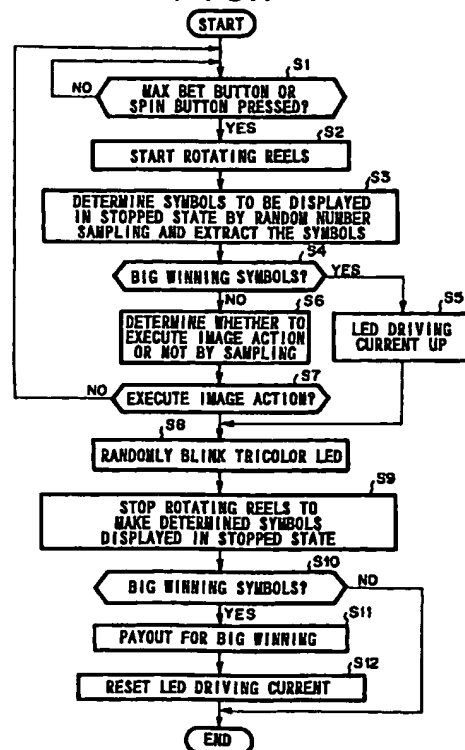 START
S1
MAX BET BUTTON OR
SPIN BUTTON PRESSED?
NO
YES
S2
START ROTATING REELS
S3
DETERMINE SYMBOLS TO BE DISPLAYED
IN STOPPED STATE BY RANDOM NUMBER
SAMPLING AND EXTRACT THE SYMBOLS
S4
BIG WINNING SYMBOLS?
YES
NO
S5
LED DRIVING
CURRENT UP
S6
DETERMINE WHETHER TO
EXECUTE IMAGE ACTION
OR NOT BY SAMPLING
S7
NO
EXECUTE IMAGE ACTION?
S8
RANDOMLY BLINK TRICOLOR LED
S9
STOP ROTATING REELS TO
MAKE DETERMINED SYMBOLS
DISPLAYED IN STOPPED STATE
S10
BIG WINNING SYMBOLS?
NO
YES
S11
PAYOUT FOR BIG WINNING
S12
RESET LED DRIVING CURRENT
END